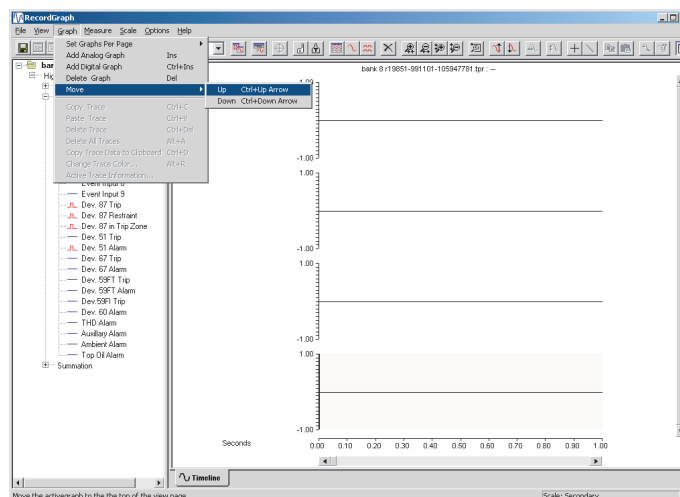 RecordGraph
File View Graph Measure Scale Options Help
Set Graphs Per Page
Add Analog Graph Ins
Add Digital Graph Ctrl+Ins
Delete Graph Del
Move
Up Ctrl+Up Arrow
Down Ctrl+Down Arrow
Copy Trace Ctrl+C
Paste Trace Ctrl+V
Delete Trace Ctrl+Del
Delete All Traces Alt+A
Copy Trace Data to Clipboard Ctrl+D
Change Trace Color... Alt+R
Active Trace Information...
Event Input 9
Dev. 87 Trip
Dev. 87 Restraint
Dev. 87 in Trip Zone
Dev. 51 Trip
Dev. 51 Alarm
Dev. 67 Trip
Dev. 67 Alarm
Dev. 59FT Trip
Dev. 59FT Alarm
Dev.59FI Trip
Dev. 60 Alarm
THD Alarm
Auxillary Alarm
Ambient Alarm
Top Oil Alarm
Summation
bank 8 r19851-991101-105947781.tpr : --
1.00
-1.00
1.00
-1.00
1.00
-1.00
1.00
-1.00
Seconds
0.00 0.10 0.20 0.30 0.40 0.50 0.60 0.70 0.80 0.90 1.00
Timeline
Move the activegraph to the the top of the view page
Scale: Secondary